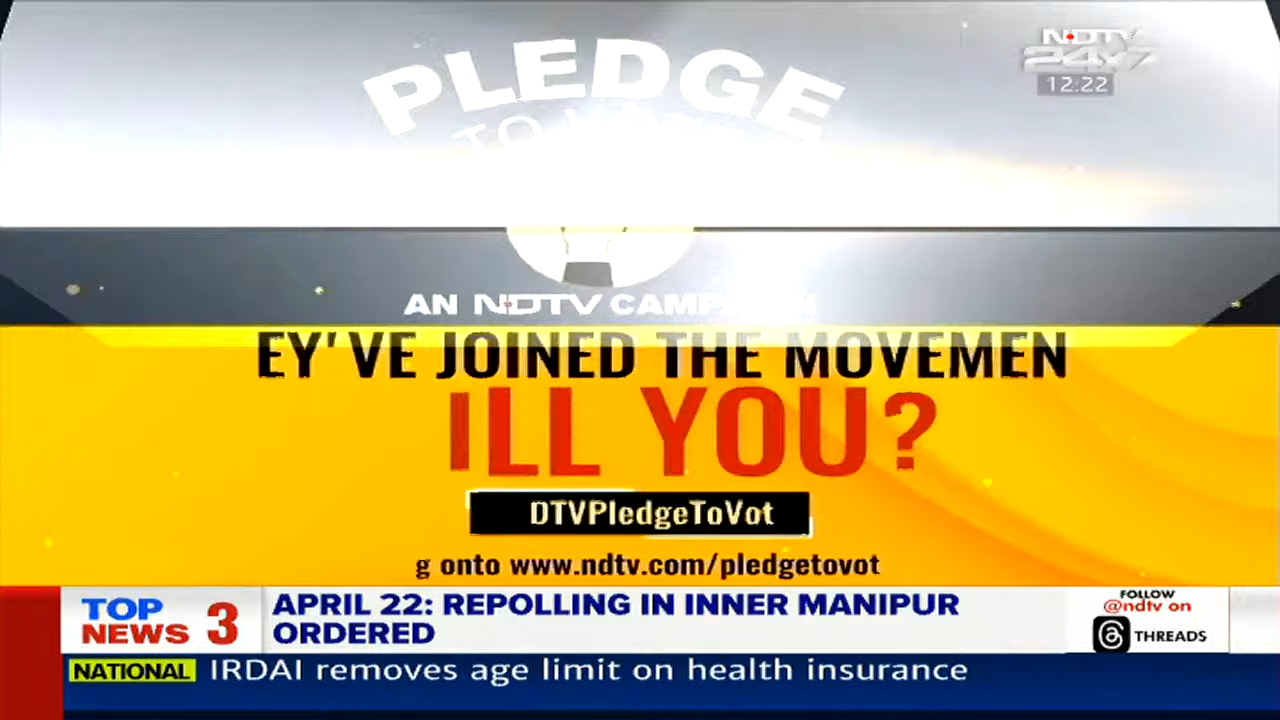 NDTV
24x7
12:22
PLEDGE
TO
AN NDTV
EY'VE JOINED THE MOVEMEN
ILL YOU?
DTVPledgeToVot
g onto www.ndtv.com/pledgetovot
TOP NEWS 3
APRIL 22: REPOLLING IN INNER MANIPUR
ORDERED
FOLLOW
@ndtv on
THREADS
NATIONAL IRDAI removes age limit on health insurance